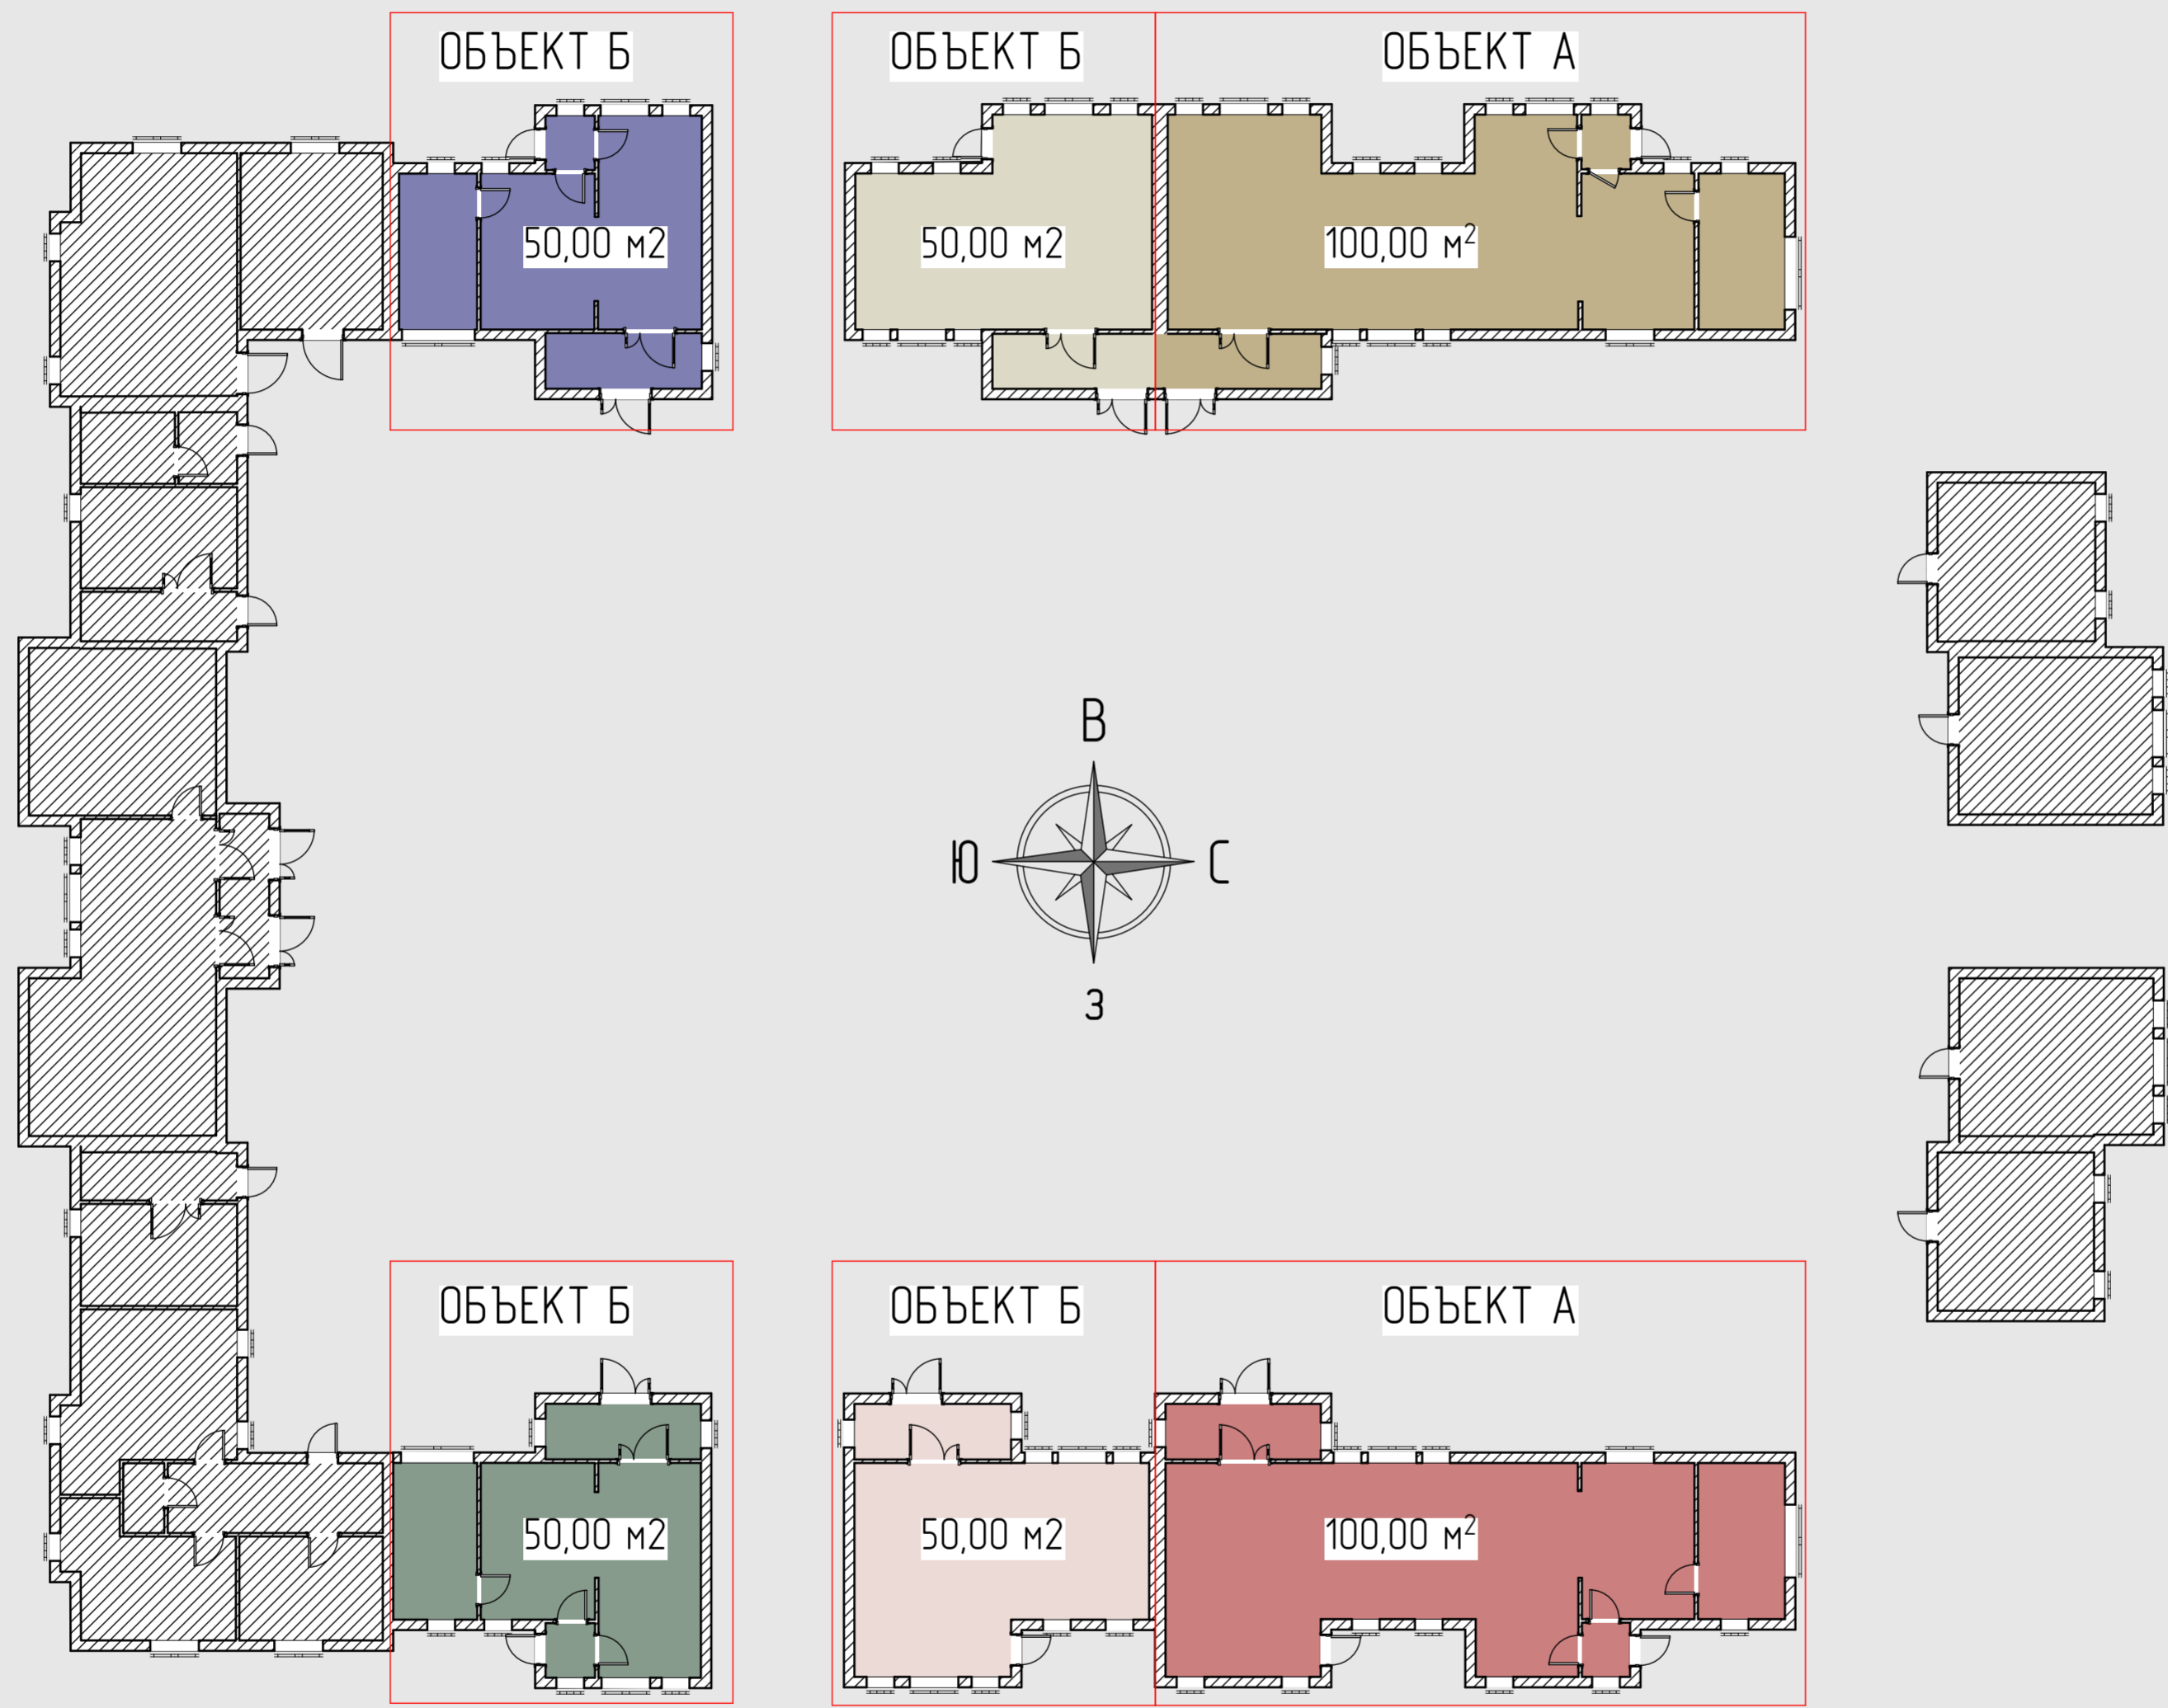 ОБЪЕКТ Б
ОБЪЕКТ Б
ОБЪЕКТ А
50,00 м2
50,00 м2
100,00 м²
В
Ю
С
З
ОБЪЕКТ Б
ОБЪЕКТ Б
ОБЪЕКТ А
50,00 м2
50,00 м2
100,00 м²